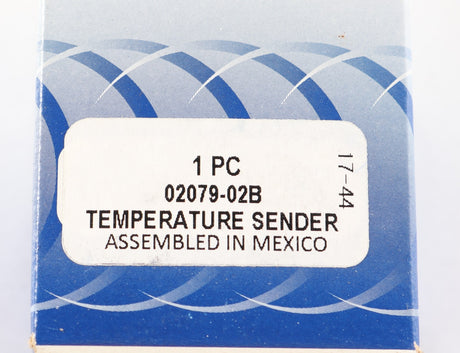 1 PC
02079-02B
TEMPERATURE SENDER
ASSEMBLED IN MEXICO
17-44